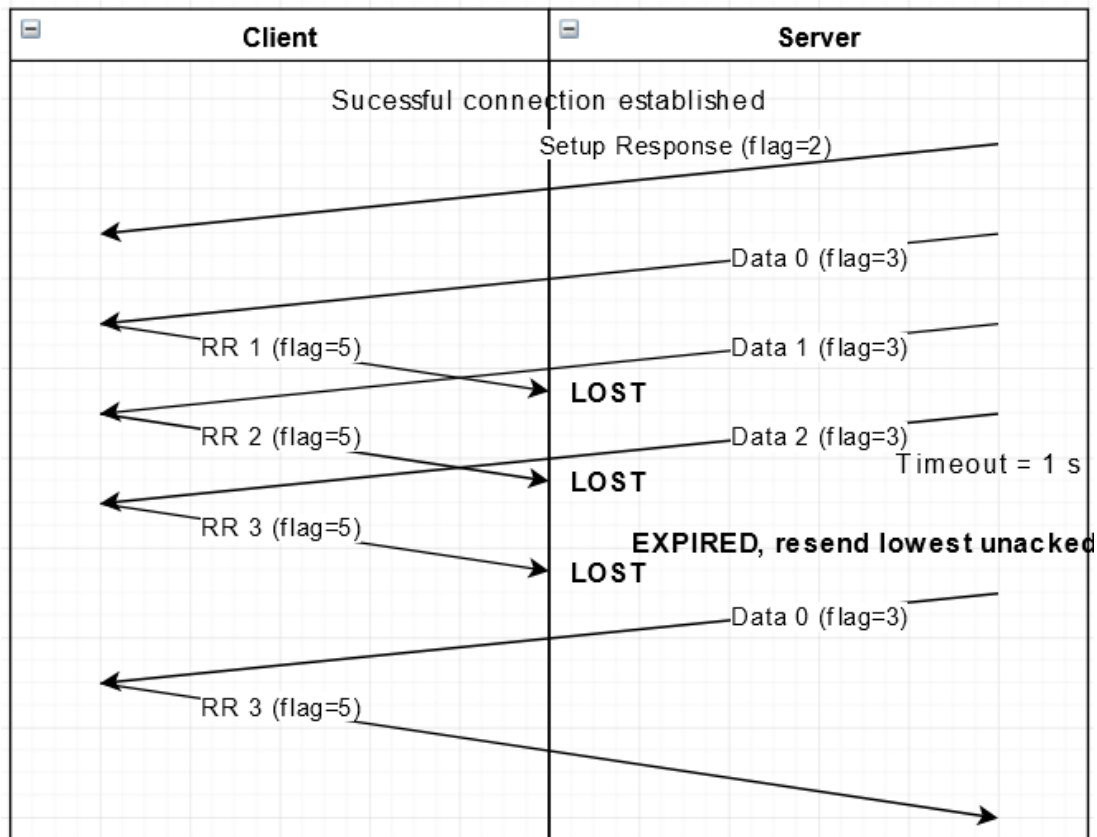 Client
Server
Sucessful connection established
Setup Response (flag=2)
Data 0 (flag=3)
RR 1 (flag=5)
Data 1 (flag=3)
LOST
RR 2 (flag=5)
Data 2 (flag=3)
Timeout = 1 s
LOST
RR 3 (flag=5)
EXPIRED, resend lowest unacked
LOST
Data 0 (flag=3)
RR 3 (flag=5)